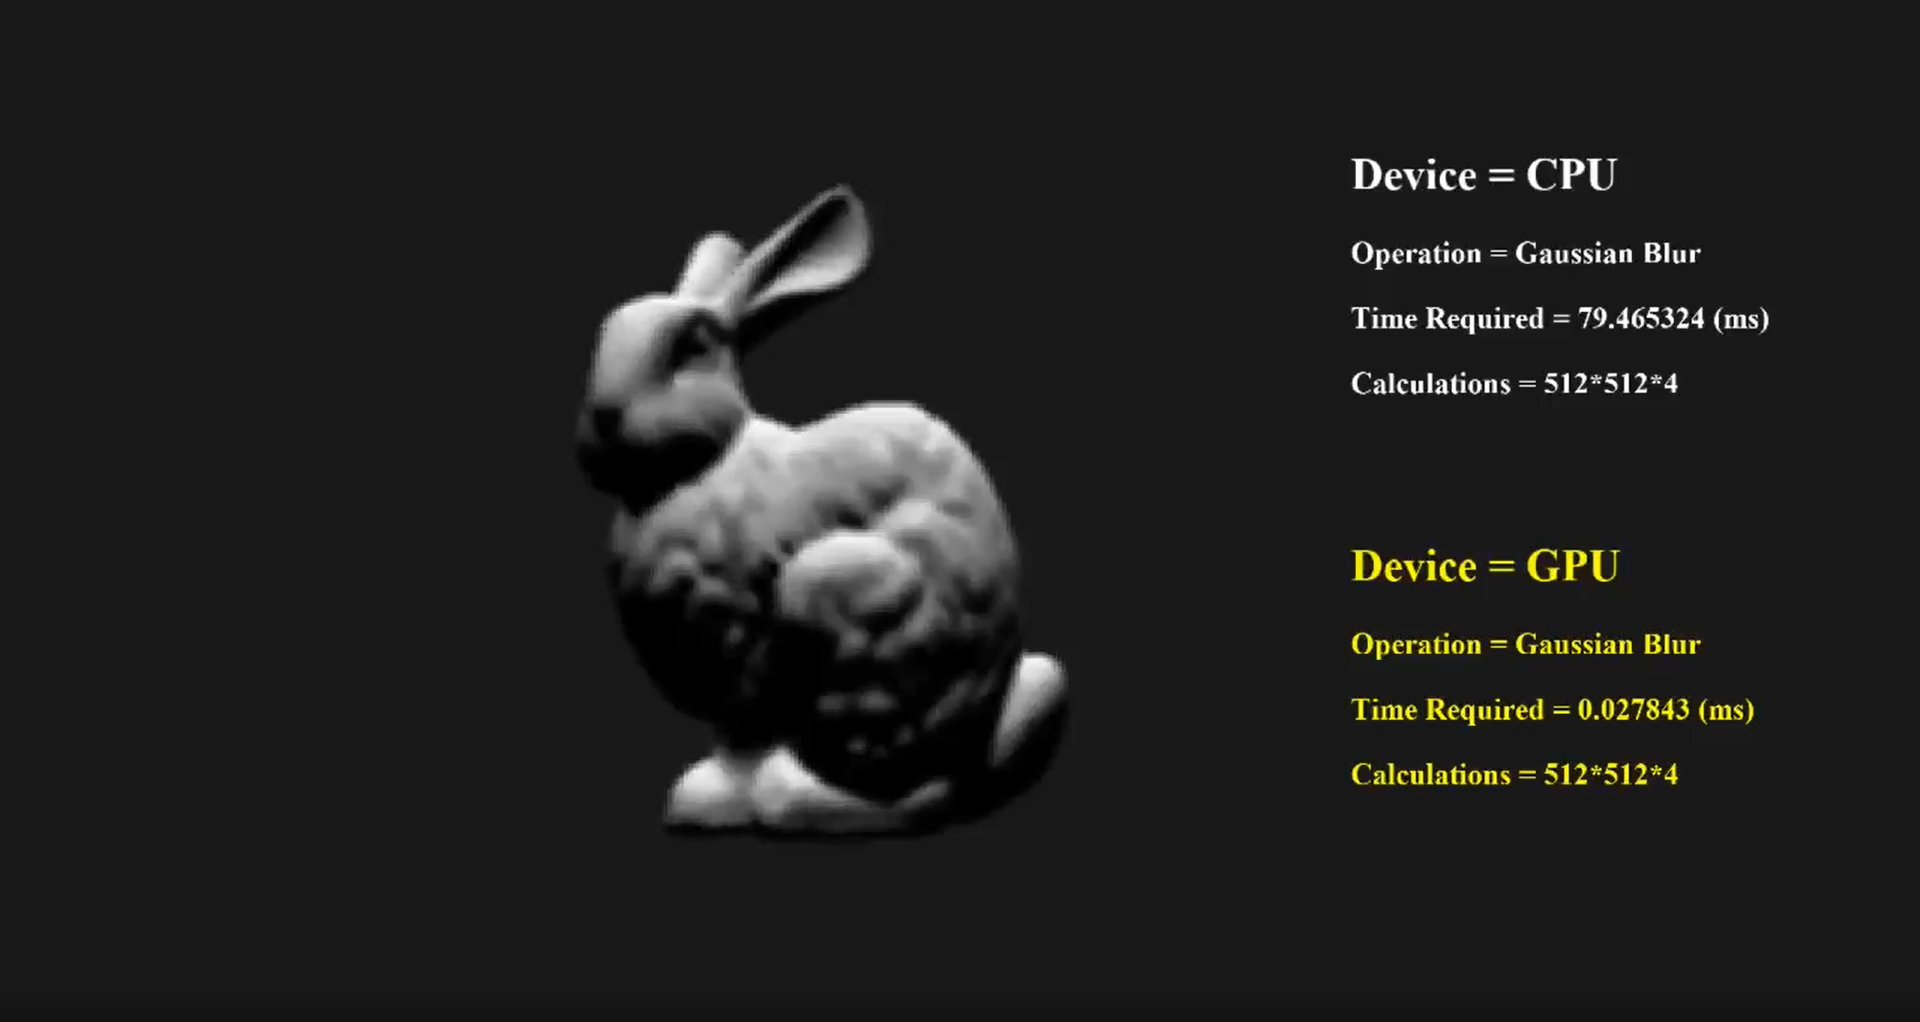 Device = CPU
Operation = Gaussian Blur
Time Required = 79.465324 (ms)
Calculations = 512*512*4
Device = GPU
Operation = Gaussian Blur
Time Required = 0.027843 (ms)
Calculations = 512*512*4